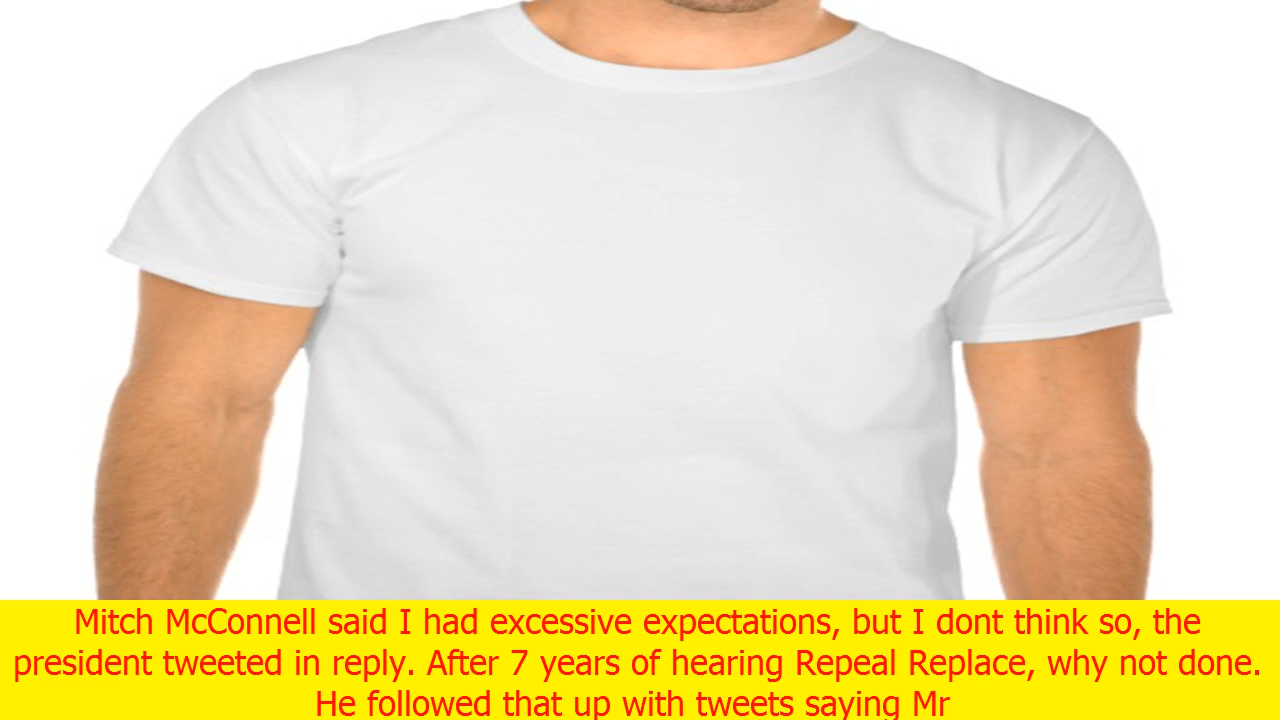 Mitch McConnell said I had excessive expectations, but I dont think so, the
president tweeted in reply. After 7 years of hearing Repeal Replace, why not done.
He followed that up with tweets saying Mr